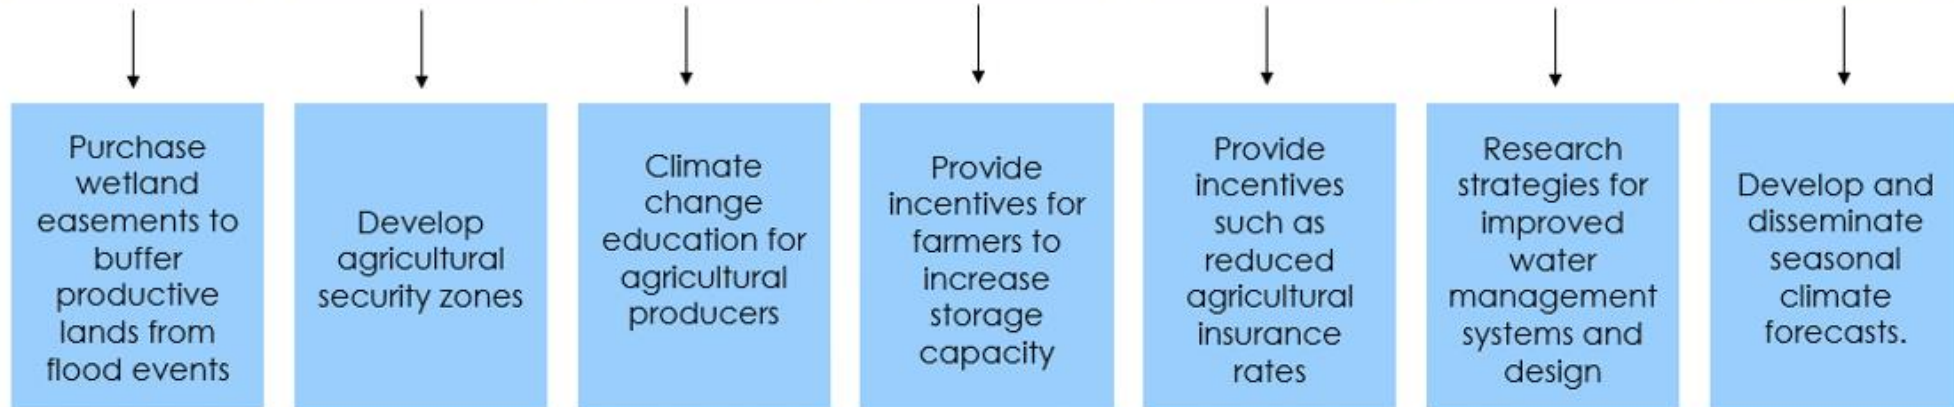 Purchase
wetland
easements to
buffer
productive
lands from
flood events
Develop
agricultural
security zones
Climate
change
education for
agricultural
producers
Provide
incentives for
farmers to
increase
storage
capacity
Provide
incentives
such as
reduced
agricultural
insurance
rates
Research
strategies for
improved
water
management
systems and
design
Develop and
disseminate
seasonal
climate
forecasts.